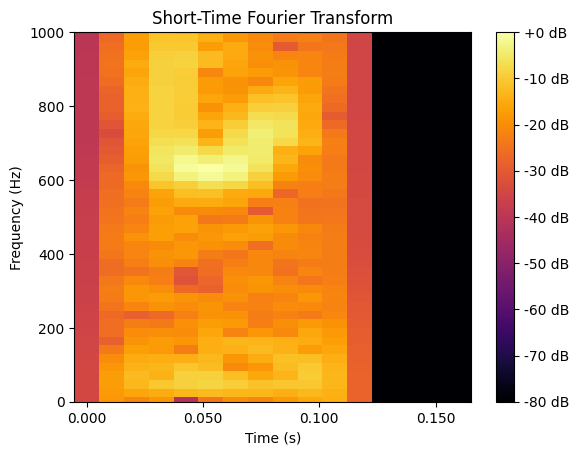 Short-Time Fourier Transform
1000
800
600
400
200
0
Frequency (Hz)
0.000
0.050
0.100
0.150
Time (s)
+0 dB
-10 dB
-20 dB
-30 dB
-40 dB
-50 dB
-60 dB
-70 dB
-80 dB